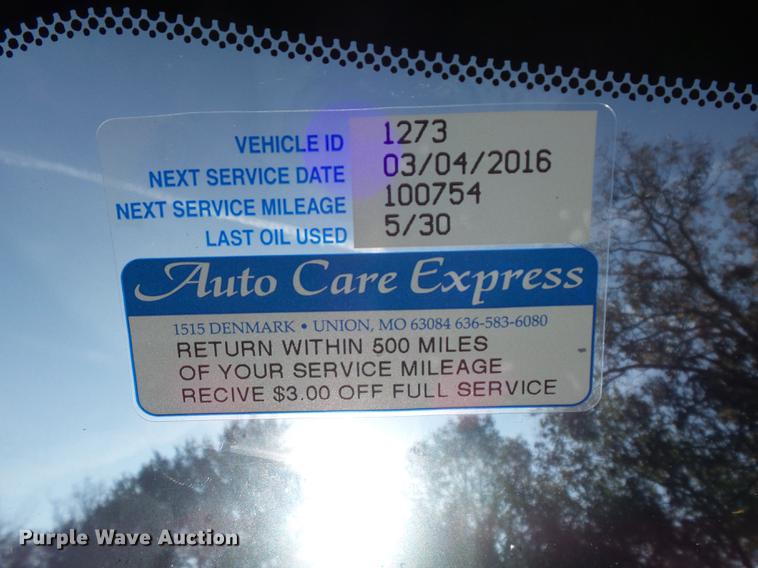 VEHICLE ID 1273
NEXT SERVICE DATE 03/04/2016
NEXT SERVICE MILEAGE 100754
LAST OIL USED 5/30
Auto Care Express
1515 DENMARK • UNION, MO 63084 636-583-6080
RETURN WITHIN 500 MILES
OF YOUR SERVICE MILEAGE
RECIVE $3.00 OFF FULL SERVICE
Purple Wave Auction